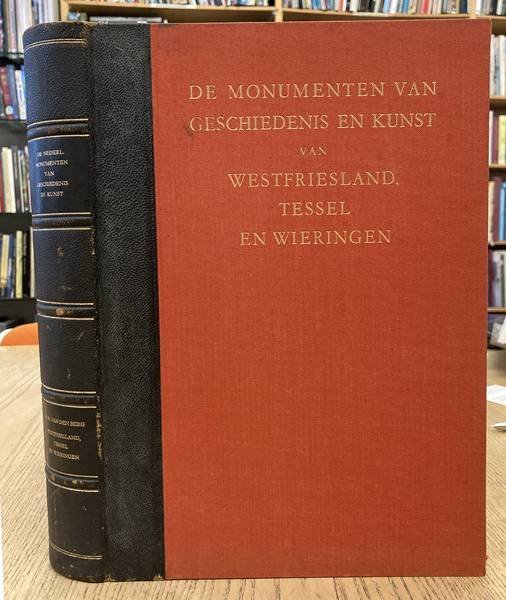 DE NEDERL.
MONUMENTEN
VAN
GESCHIEDENIS
EN KUNST
VAN DEN BERG
WESTFRIESLAND,
TESSEL
EN WIERINGEN
DE MONUMENTEN VAN
GESCHIEDENIS EN KUNST
VAN
WESTFRIESLAND,
TESSEL
EN WIERINGEN